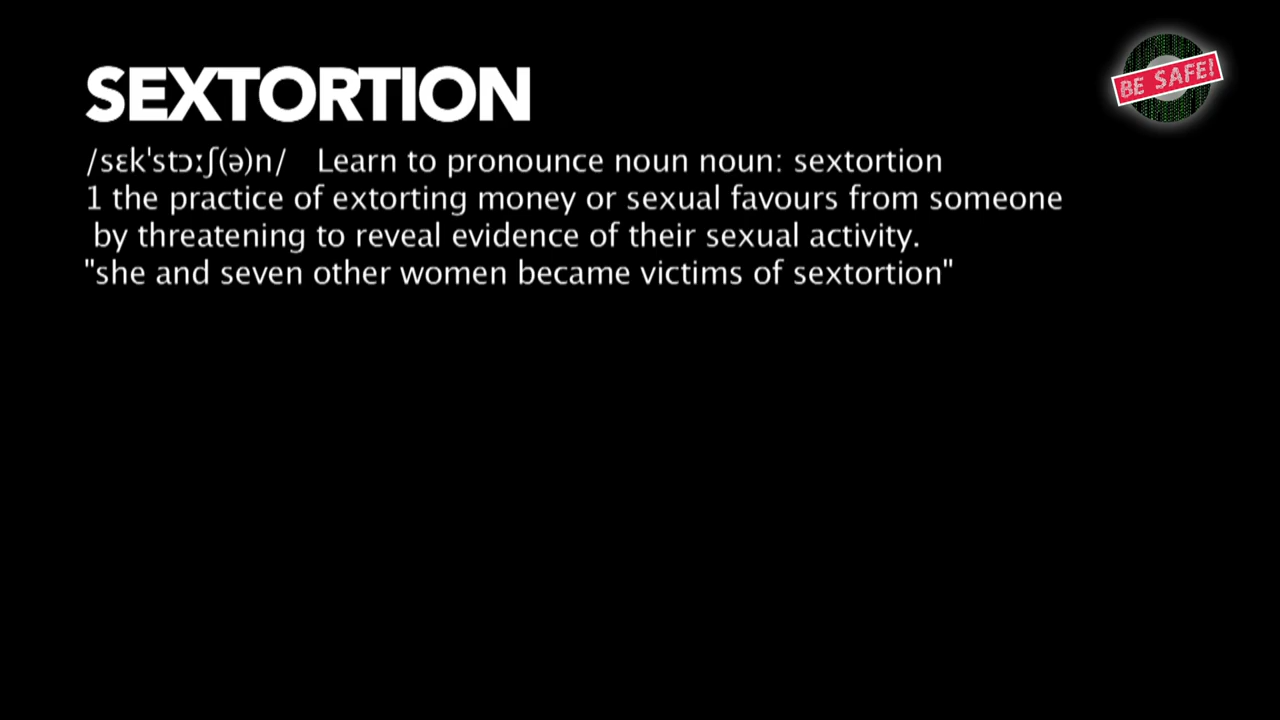 SEXTORTION
BE SAFE!
/sɛkˈstɔːʃ(ə)n/ Learn to pronounce noun noun: sextortion
1 the practice of extorting money or sexual favours from someone
by threatening to reveal evidence of their sexual activity.
"she and seven other women became victims of sextortion"